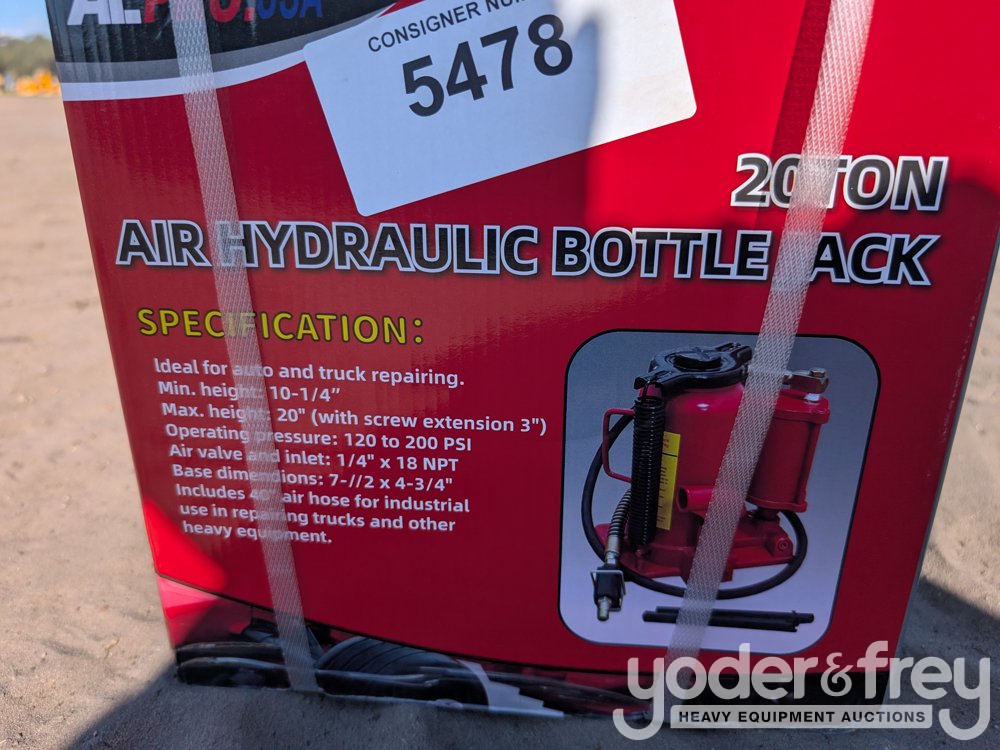 CONSIGNER
5478
20TON
AIR HYDRAULIC BOTTLE JACK
SPECIFICATION:
Ideal for auto and truck repairing.
Min. height: 10-1/4"
Max. height: 20" (with screw extension 3")
Operating pressure: 120 to 200 PSI
Air valve and inlet: 1/4" x 18 NPT
Base dimensions: 7-//2 x 4-3/4"
Includes air hose for industrial
use in repairing trucks and other
heavy equipment.
yoder&frey
HEAVY EQUIPMENT AUCTIONS